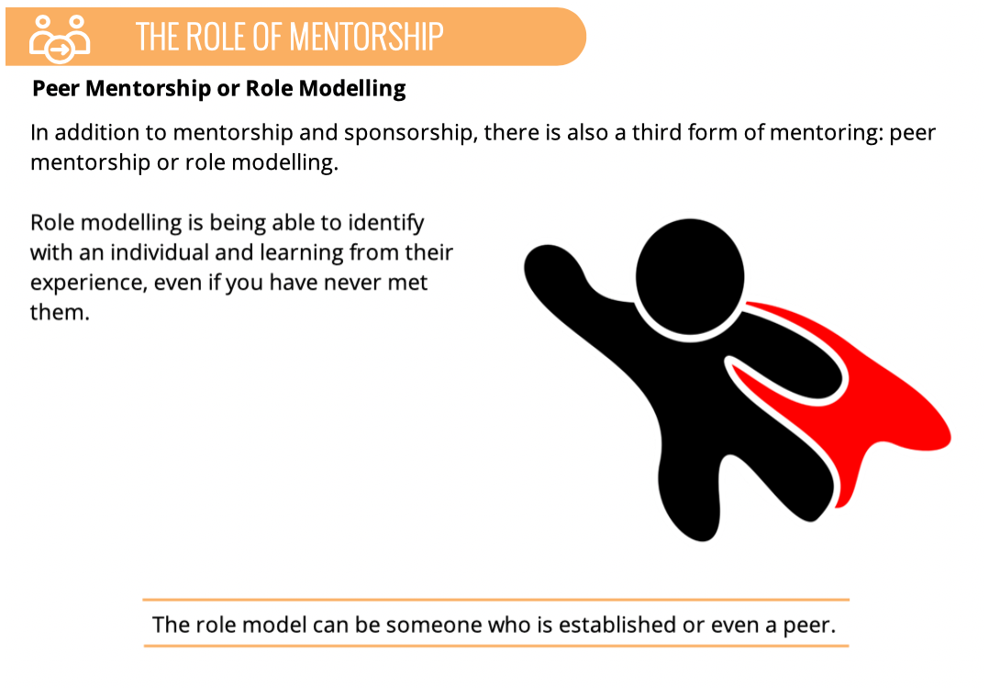 THE ROLE OF MENTORSHIP
Peer Mentorship or Role Modelling
In addition to mentorship and sponsorship, there is also a third form of mentoring: peer
mentorship or role modelling.
Role modelling is being able to identify
with an individual and learning from their
experience, even if you have never met
them.
The role model can be someone who is established or even a peer.